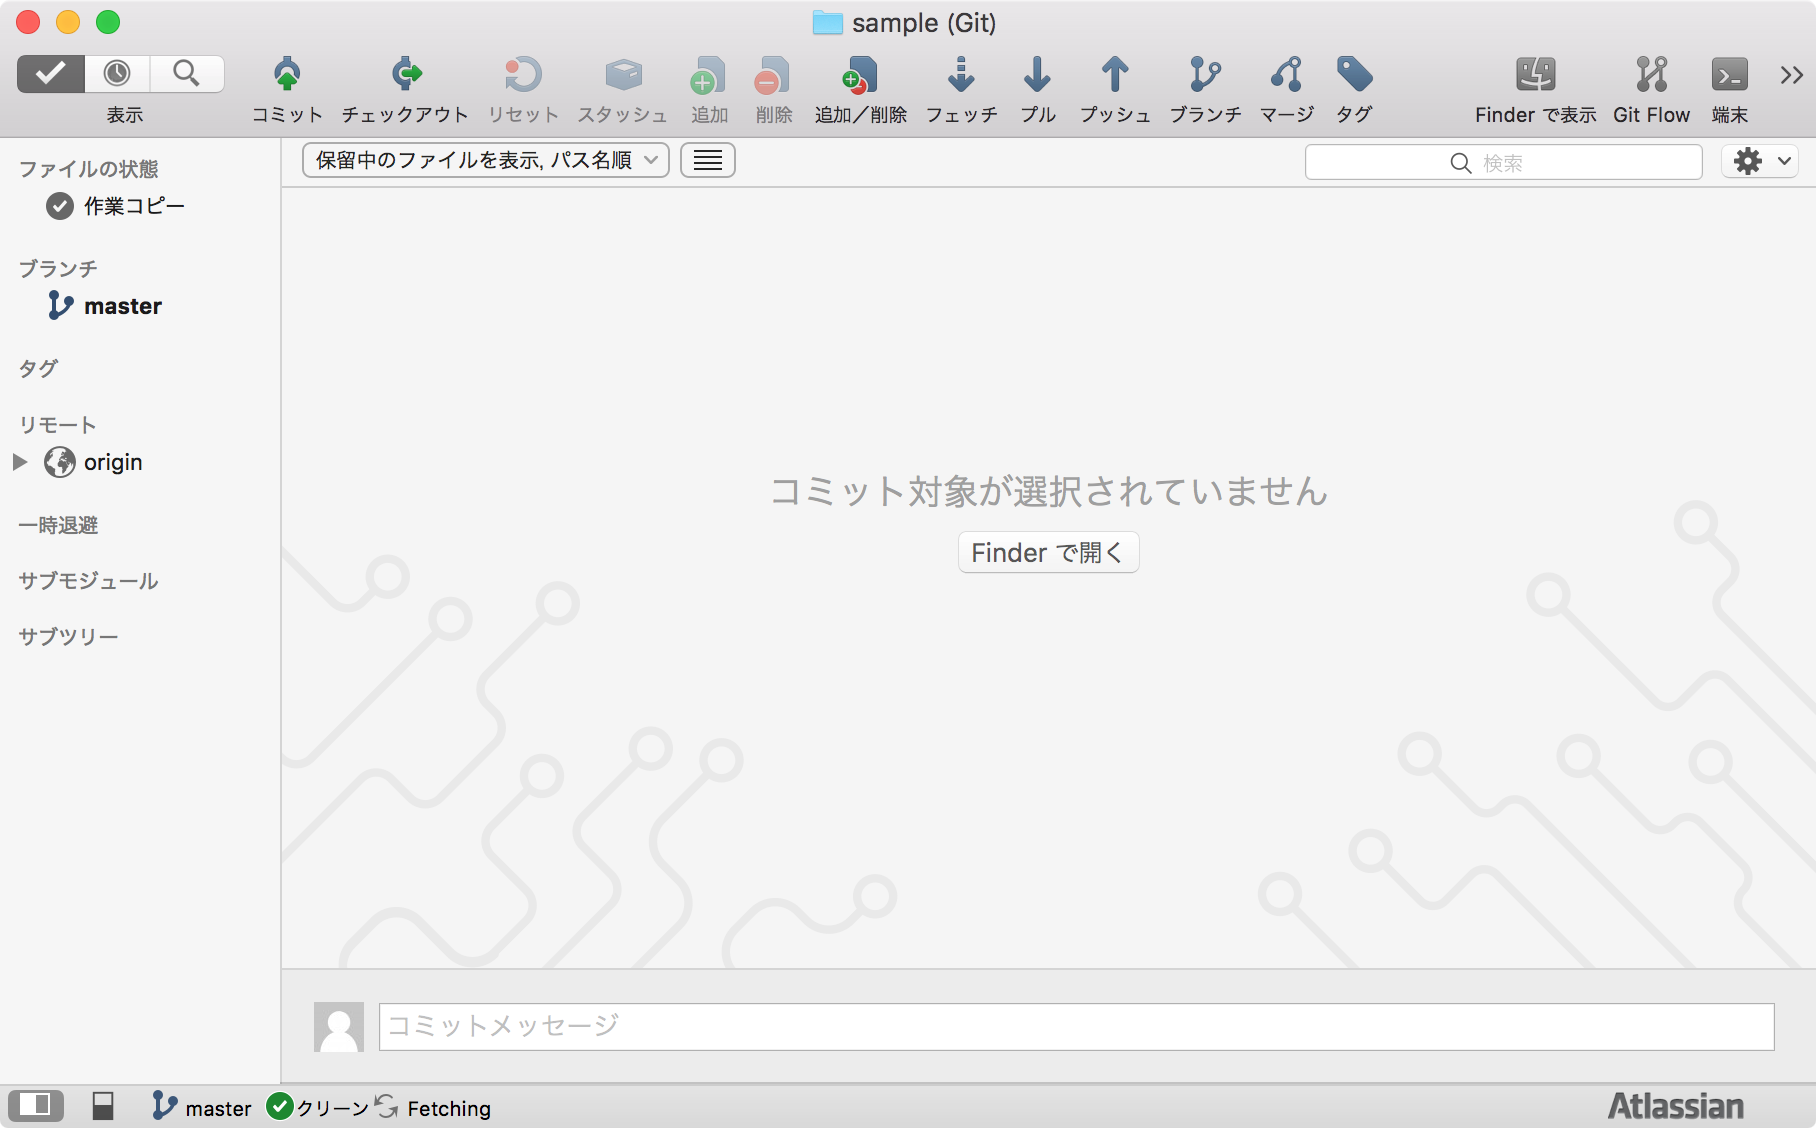 sample (Git)
表示
コミット
チェックアウト
リセット
スタッシュ
追加
削除
追加／削除
フェッチ
プル
プッシュ
ブランチ
マージ
タグ
Finder で表示
Git Flow
端末
保留中のファイルを表示, パス名順
検索
ファイルの状態
作業コピー
ブランチ
master
タグ
リモート
origin
一時退避
サブモジュール
サブツリー
コミット対象が選択されていません
Finder で開く
コミットメッセージ
master
クリーン
Fetching
Atlassian